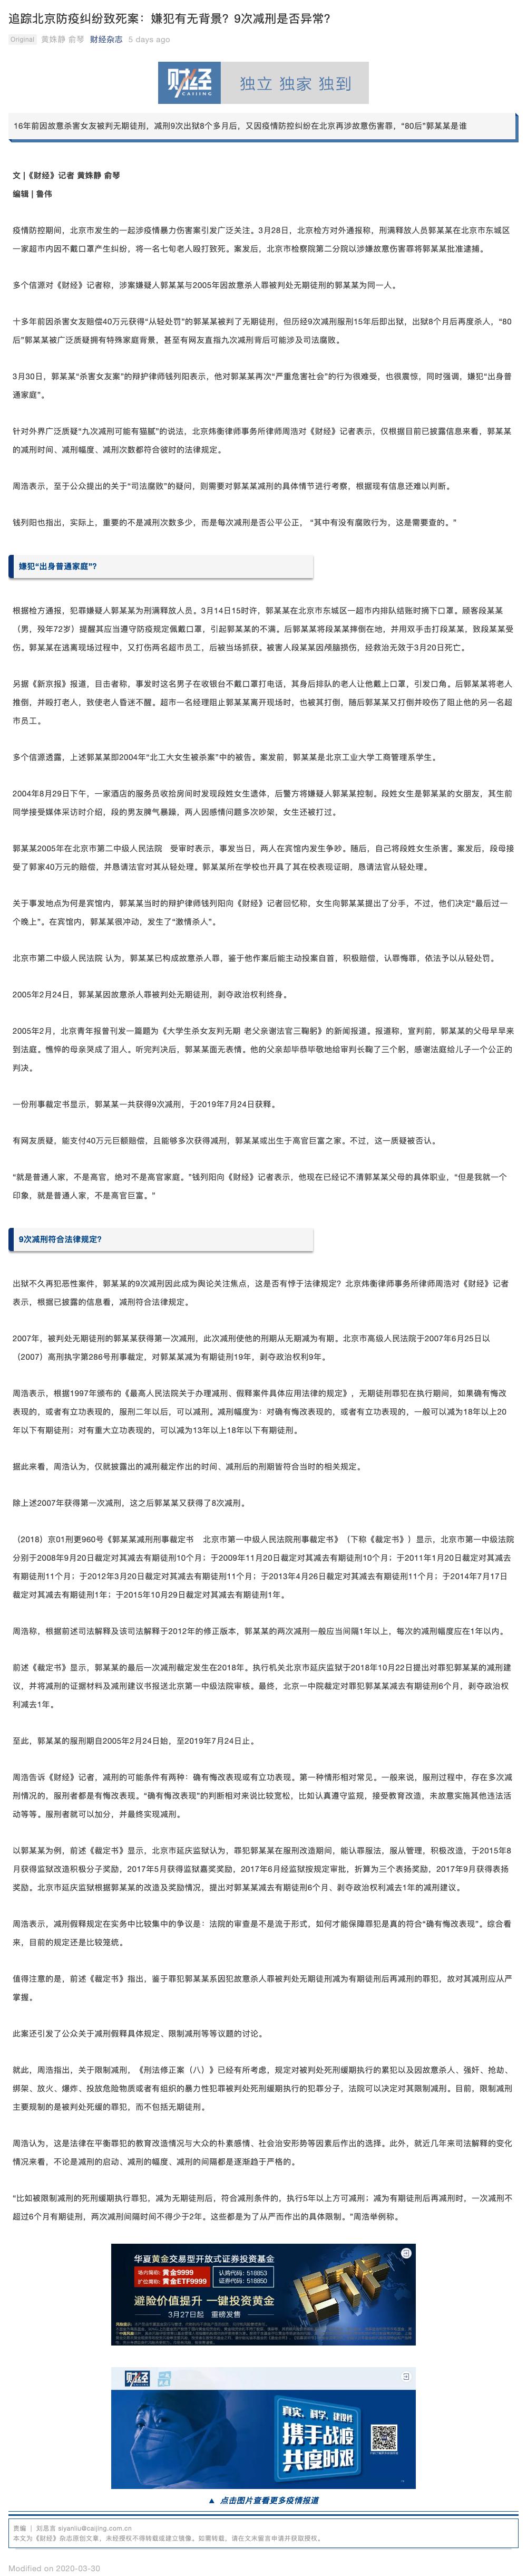 追踪北京防疫纠纷致死案：嫌犯有无背景？9次减刑是否异常？
Original 黄姝静 俞琴 财经杂志 5 days ago
财经 CAIJING 独立 独家 独到
16年前因故意杀害女友被判无期徒刑，减刑9次出狱8个多月后，又因疫情防控纠纷在北京再涉故意伤害罪，“80后”郭某某是谁
文 |《财经》记者 黄姝静 俞琴
编辑 | 鲁伟
疫情防控期间，北京市发生的一起涉疫情暴力伤害案引发广泛关注。3月28日，北京检方对外通报称，刑满释放人员郭某某在北京市东城区
一家超市内因不戴口罩产生纠纷，将一名七旬老人殴打致死。案发后，北京市检察院第二分院以涉嫌故意伤害罪将郭某某批准逮捕。
多个信源对《财经》记者称，涉案嫌疑人郭某某与2005年因故意杀人罪被判处无期徒刑的郭某某为同一人。
十多年前因杀害女友赔偿40万元获得“从轻处罚”的郭某某被判了无期徒刑，但历经9次减刑服刑15年后即出狱，出狱8个月后再度杀人，“80
后”郭某某被广泛质疑拥有特殊家庭背景，甚至有网友直指九次减刑背后可能涉及司法腐败。
3月30日，郭某某“杀害女友案”的辩护律师钱列阳表示，他对郭某某再次“严重危害社会”的行为很难受，也很震惊，同时强调，嫌犯“出身普
通家庭”。
针对外界广泛质疑“九次减刑可能有猫腻”的说法，北京炜衡律师事务所律师周浩对《财经》记者表示，仅根据目前已披露信息来看，郭某某
的减刑时间、减刑幅度、减刑次数都符合彼时的法律规定。
周浩表示，至于公众提出的关于“司法腐败”的疑问，则需要对郭某某减刑的具体情节进行考察，根据现有信息还难以判断。
钱列阳也指出，实际上，重要的不是减刑次数多少，而是每次减刑是否公平公正， “其中有没有腐败行为，这是需要查的。”
嫌犯“出身普通家庭”？
根据检方通报，犯罪嫌疑人郭某某为刑满释放人员。3月14日15时许，郭某某在北京市东城区一超市内排队结账时摘下口罩。顾客段某某
（男，殁年72岁）提醒其应当遵守防疫规定佩戴口罩，引起郭某某的不满。后郭某某将段某某摔倒在地，并用双手击打段某某，致段某某受
伤。郭某某在逃离现场过程中，又打伤两名超市员工，后被当场抓获。被害人段某某因颅脑损伤，经救治无效于3月20日死亡。
另据《新京报》报道，目击者称，事发时这名男子在收银台不戴口罩打电话，其身后排队的老人让他戴上口罩，引发口角。后郭某某将老人
推倒，并殴打老人，致使老人昏迷不醒。超市一名经理阻止郭某某离开现场时，也被其打倒，随后郭某某又打倒并咬伤了阻止他的另一名超
市员工。
多个信源透露，上述郭某某即2004年“北工大女生被杀案”中的被告。案发前，郭某某是北京工业大学工商管理系学生。
2004年8月29日下午，一家酒店的服务员收拾房间时发现段姓女生遗体，后警方将嫌疑人郭某某控制。段姓女生是郭某某的女朋友，其生前
同学接受媒体采访时介绍，段的男友脾气暴躁，两人因感情问题多次吵架，女生还被打过。
郭某某2005年在北京市第二中级人民法院　受审时表示，事发当日，两人在宾馆内发生争吵。随后，自己将段姓女生杀害。案发后，段母接
受了郭家40万元的赔偿，并恳请法官对其从轻处理。郭某某所在学校也开具了其在校表现证明，恳请法官从轻处理。
关于事发地点为何是宾馆内，郭某某当时的辩护律师钱列阳向《财经》记者回忆称，女生向郭某某提出了分手，不过，他们决定“最后过一
个晚上”。在宾馆内，郭某某很冲动，发生了“激情杀人”。
北京市第二中级人民法院 认为，郭某某已构成故意杀人罪，鉴于他作案后能主动投案自首，积极赔偿，认罪悔罪，依法予以从轻处罚。
2005年2月24日，郭某某因故意杀人罪被判处无期徒刑，剥夺政治权利终身。
2005年2月，北京青年报曾刊发一篇题为《大学生杀女友判无期 老父亲谢法官三鞠躬》的新闻报道。报道称，宣判前，郭某某的父母早早来
到法庭。憔悴的母亲哭成了泪人。听完判决后，郭某某面无表情。他的父亲却毕恭毕敬地给审判长鞠了三个躬，感谢法庭给儿子一个公正的
判决。
一份刑事裁定书显示，郭某某一共获得9次减刑，于2019年7月24日获释。
有网友质疑，能支付40万元巨额赔偿，且能够多次获得减刑，郭某某或出生于高官巨富之家。不过，这一质疑被否认。
“就是普通人家，不是高官，绝对不是高官家庭。”钱列阳向《财经》记者表示，他现在已经记不清郭某某父母的具体职业，“但是我就一个
印象，就是普通人家，不是高官巨富。”
9次减刑符合法律规定？
出狱不久再犯恶性案件，郭某某的9次减刑因此成为舆论关注焦点，这是否有悖于法律规定？北京炜衡律师事务所律师周浩对《财经》记者
表示，根据已披露的信息看，减刑符合法律规定。
2007年，被判处无期徒刑的郭某某获得第一次减刑，此次减刑使他的刑期从无期减为有期。北京市高级人民法院于2007年6月25日以
（2007）高刑执字第286号刑事裁定，对郭某某减为有期徒刑19年，剥夺政治权利9年。
周浩表示，根据1997年颁布的《最高人民法院关于办理减刑、假释案件具体应用法律的规定》，无期徒刑罪犯在执行期间，如果确有悔改
表现的，或者有立功表现的，服刑二年以后，可以减刑。减刑幅度为：对确有悔改表现的，或者有立功表现的，一般可以减为18年以上20
年以下有期徒刑；对有重大立功表现的，可以减为13年以上18年以下有期徒刑。
据此来看，周浩认为，仅就披露出的减刑裁定作出的时间、减刑后的刑期皆符合当时的相关规定。
除上述2007年获得第一次减刑，这之后郭某某又获得了8次减刑。
（2018）京01刑更960号《郭某某减刑刑事裁定书　北京市第一中级人民法院刑事裁定书》（下称《裁定书》）显示，北京市第一中级法院
分别于2008年9月20日裁定对其减去有期徒刑10个月；于2009年11月20日裁定对其减去有期徒刑10个月；于2011年1月20日裁定对其减去
有期徒刑11个月；于2012年3月20日裁定对其减去有期徒刑11个月；于2013年4月26日裁定对其减去有期徒刑11个月；于2014年7月17日
裁定对其减去有期徒刑1年；于2015年10月29日裁定对其减去有期徒刑1年。
周浩称，根据前述司法解释及该司法解释于2012年的修正版本，郭某某的两次减刑一般应当间隔1年以上，每次的减刑幅度应在1年以内。
前述《裁定书》显示，郭某某的最后一次减刑裁定发生在2018年。执行机关北京市延庆监狱于2018年10月22日提出对罪犯郭某某的减刑建
议，并将减刑的证据材料及减刑建议书报送北京第一中级法院审核。最终，北京一中院裁定对罪犯郭某某减去有期徒刑6个月，剥夺政治权
利减去1年。
至此，郭某某的服刑期自2005年2月24日始，至2019年7月24日止。
周浩告诉《财经》记者，减刑的可能条件有两种：确有悔改表现或有立功表现。第一种情形相对常见。一般来说，服刑过程中，存在多次减
刑情况的，服刑者都是有悔改表现。“确有悔改表现”的判断相对来说比较宽松，比如认真遵守监规，接受教育改造，未故意实施其他违法活
动等等。服刑者就可以加分，并最终实现减刑。
以郭某某为例，前述《裁定书》显示，北京市延庆监狱认为，罪犯郭某某在服刑改造期间，能认罪服法，服从管理，积极改造，于2015年8
月获得监狱改造积极分子奖励，2017年5月获得监狱嘉奖奖励，2017年6月经监狱按规定审批，折算为三个表扬奖励，2017年9月获得表扬
奖励。北京市延庆监狱根据郭某某的改造及奖励情况，提出对郭某某减去有期徒刑6个月、剥夺政治权利减去1年的减刑建议。
周浩表示，减刑假释规定在实务中比较集中的争议是：法院的审查是不是流于形式，如何才能保障罪犯是真的符合“确有悔改表现”。综合看
来，目前的规定还是比较笼统。
值得注意的是，前述《裁定书》指出，鉴于罪犯郭某某系因犯故意杀人罪被判处无期徒刑减为有期徒刑后再减刑的罪犯，故对其减刑应从严
掌握。
此案还引发了公众关于减刑假释具体规定、限制减刑等等议题的讨论。
就此，周浩指出，关于限制减刑，《刑法修正案（八）》已经有所考虑，规定对被判处死刑缓期执行的累犯以及因故意杀人、强奸、抢劫、
绑架、放火、爆炸、投放危险物质或者有组织的暴力性犯罪被判处死刑缓期执行的犯罪分子，法院可以决定对其限制减刑。目前，限制减刑
主要规制的是被判处死缓的罪犯，而不包括无期徒刑。
周浩认为，这是法律在平衡罪犯的教育改造情况与大众的朴素感情、社会治安形势等因素后作出的选择。此外，就近几年来司法解释的变化
情况来看，不论是减刑的启动、减刑的幅度、减刑的间隔都是逐渐趋于严格的。
“比如被限制减刑的死刑缓期执行罪犯，减为无期徒刑后，符合减刑条件的，执行5年以上方可减刑；减为有期徒刑后再减刑时，一次减刑不
超过6个月有期徒刑，两次减刑间隔时间不得少于2年。这些都是为了从严而作出的具体限制。”周浩举例称。
华夏黄金交易型开放式证券投资基金
场内简称：黄金9999 认购代码：518853
扩位简称：黄金ETF9999 证券代码：518850
避险价值提升 一键投资黄金
3月27日起 重磅发售
财经
真实、科学、建设性
携手战疫
共度时艰
▲ 点击图片查看更多疫情报道
责编 | 刘思言 siyanliu@caijing.com.cn
本文为《财经》杂志原创文章，未经授权不得转载或建立镜像。如需转载，请在文末留言申请并获取授权。
Modified on 2020-03-30